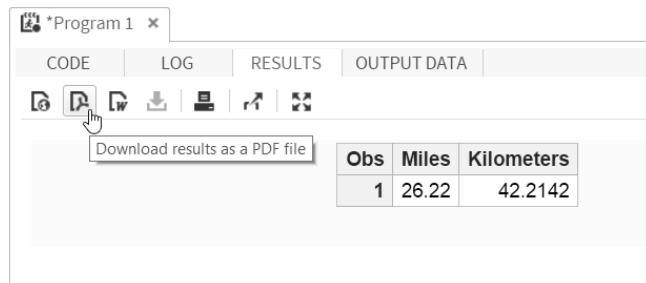 *Program 1 ×
CODE LOG RESULTS OUTPUT DATA
W
Download results as a PDF file
Obs Miles Kilometers
1 26.22 42.2142